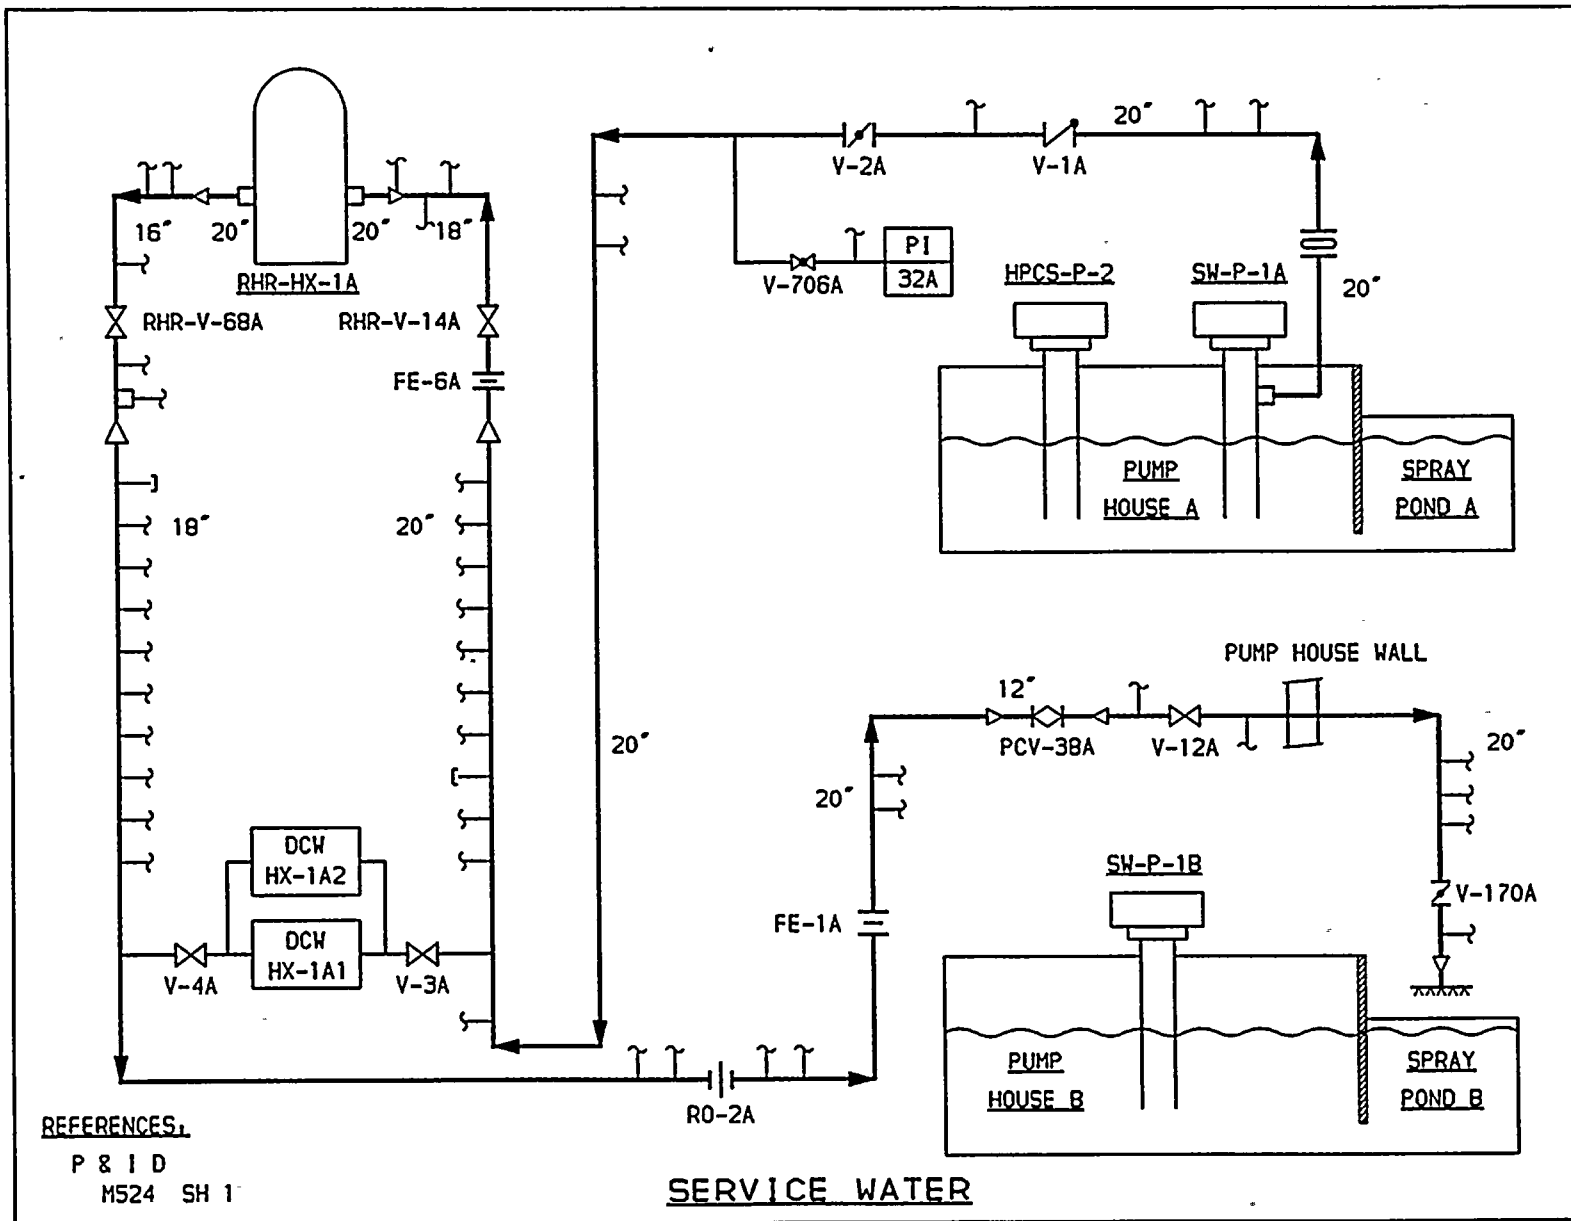 20"
V-2A
V-1A
16"
20"
20"
18"
RHR-HX-1A
V-706A
PI
32A
HPCS-P-2
SW-P-1A
20"
RHR-V-68A
RHR-V-14A
FE-6A
PUMP
HOUSE A
SPRAY
POND A
18"
20"
PUMP HOUSE WALL
12"
PCV-38A
V-12A
20"
20"
20"
DCW
HX-1A2
SW-P-1B
V-170A
FE-1A
DCW
HX-1A1
V-4A
V-3A
PUMP
HOUSE B
SPRAY
POND B
RO-2A
REFERENCES:
P & I D
M524 SH 1
SERVICE WATER